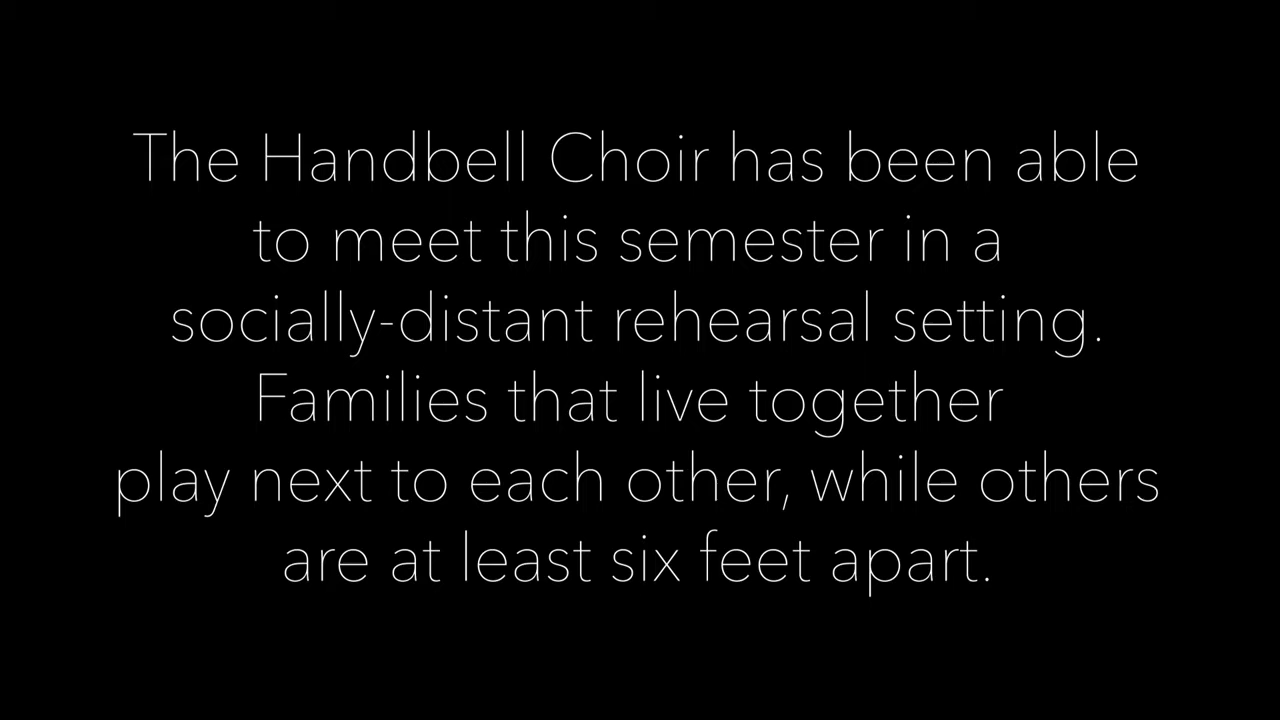 The Handbell Choir has been able
to meet this semester in a
socially-distant rehearsal setting.
Families that live together
play next to each other, while others
are at least six feet apart.